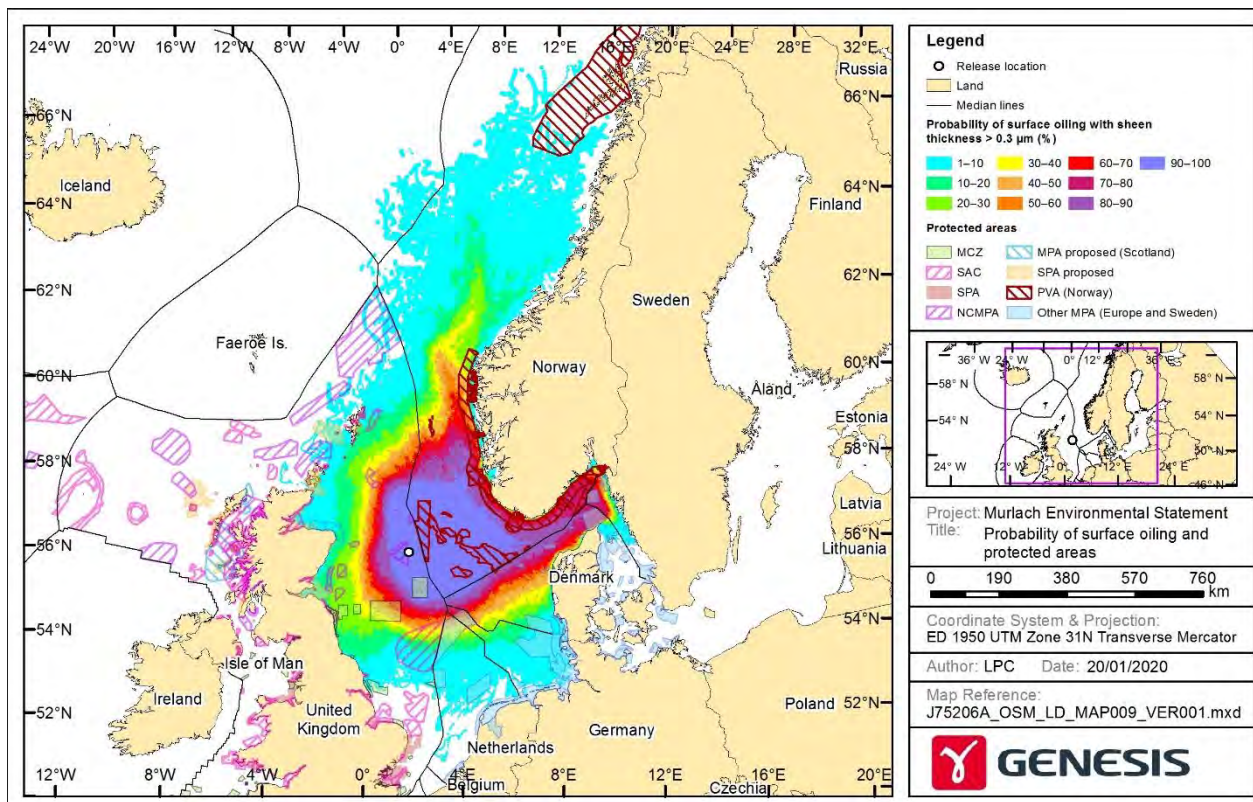 24°W 20°W 16°W 12°W 8°W 4°W 0° 4°E 8°E 12°E 16°E 20°E 24°E 28°E 32°E
Russia
66°N 66°N
Iceland
64°N 64°N
Finland
62°N 62°N
Sweden
Faeroe Is.
Norway
60°N 60°N
Åland
Estonia
58°N 58°N
Latvia
56°N 56°N
Lithuania
Denmark
54°N 54°N
Isle of Man
Ireland
Poland
52°N 52°N
United
Kingdom
Germany
Netherlands
Belgium
Czechia
12°W 8°W 4°W 0° 4°E 8°E 12°E 16°E 20°E
Legend
Release location
Land
Median lines
Probability of surface oiling with sheen
thickness > 0.3 µm (%)
1–10 30–40 60–70 90–100
10–20 40–50 70–80
20–30 50–60 80–90
Protected areas
MCZ MPA proposed (Scotland)
SAC SPA proposed
SPA PVA (Norway)
NCMPA Other MPA (Europe and Sweden)
36°W 24°W 0° 12°E 36°E
58°N 58°N
54°N 54°N
50°N
24°W 12°W 0° 12°E 24°E
46°N
Project: Murlach Environmental Statement
Title: Probability of surface oiling and
protected areas
0 190 380 570 760
km
Coordinate System & Projection:
ED 1950 UTM Zone 31N Transverse Mercator
Author: LPC Date: 20/01/2020
Map Reference:
J75206A_OSM_LD_MAP009_VER001.mxd
GENESIS